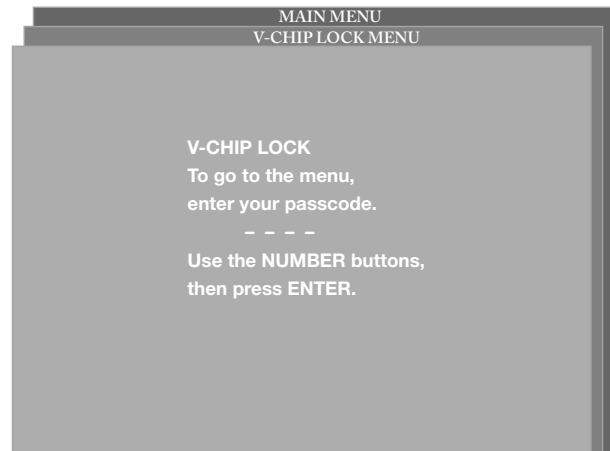 MAIN MENU
V-CHIP LOCK MENU
V-CHIP LOCK
To go to the menu,
enter your passcode.
– – – –
Use the NUMBER buttons,
then press ENTER.